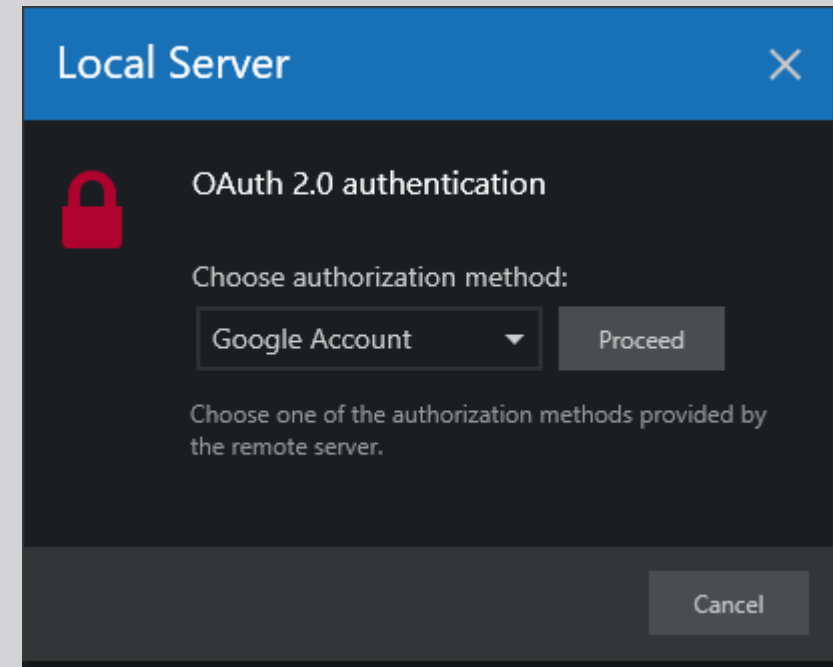 Local Server
OAuth 2.0 authentication
Choose authorization method:
Google Account
Proceed
Choose one of the authorization methods provided by
the remote server.
Cancel